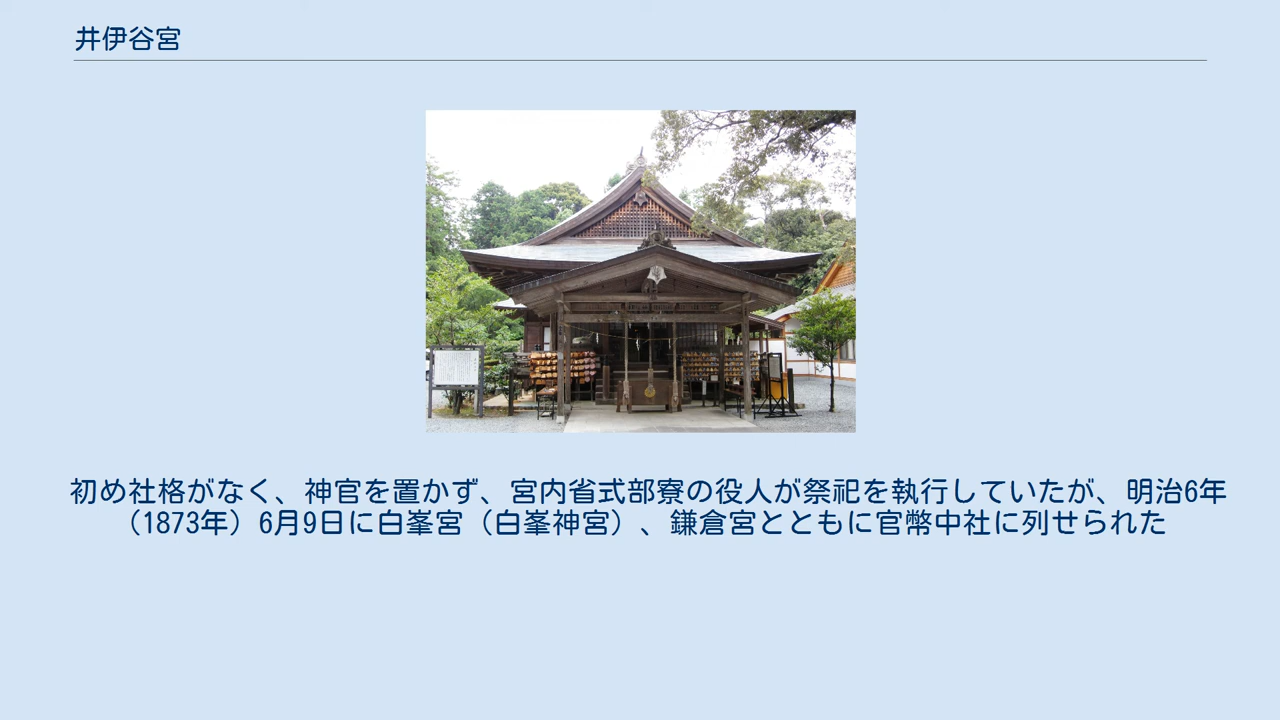 井伊谷宮
初め社格がなく、神官を置かず、宮内省式部寮の役人が祭祀を執行していたが、明治6年
（1873年）6月9日に白峯宮（白峯神宮）、鎌倉宮とともに官幣中社に列せられた